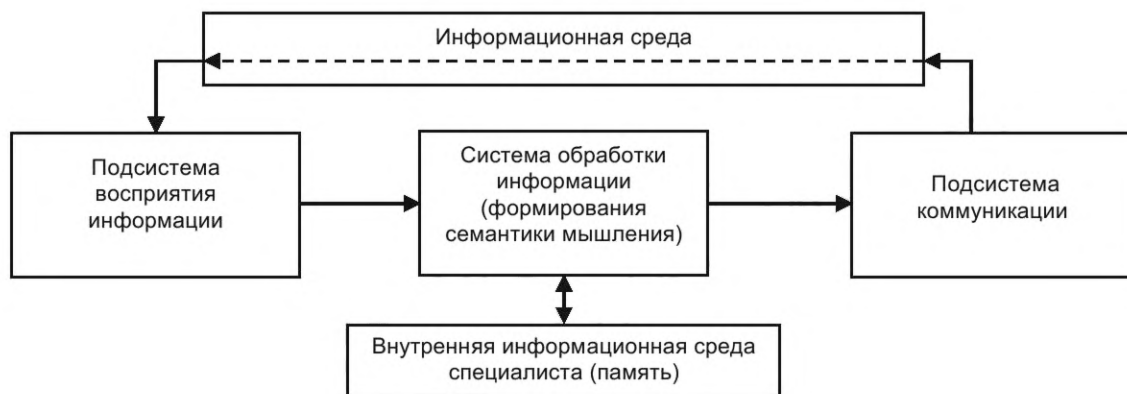 Информационная среда
Подсистема
восприятия
информации
Система обработки
информации
(формирования
семантики мышления)
Подсистема
коммуникации
Внутренняя информационная среда
специалиста (память)